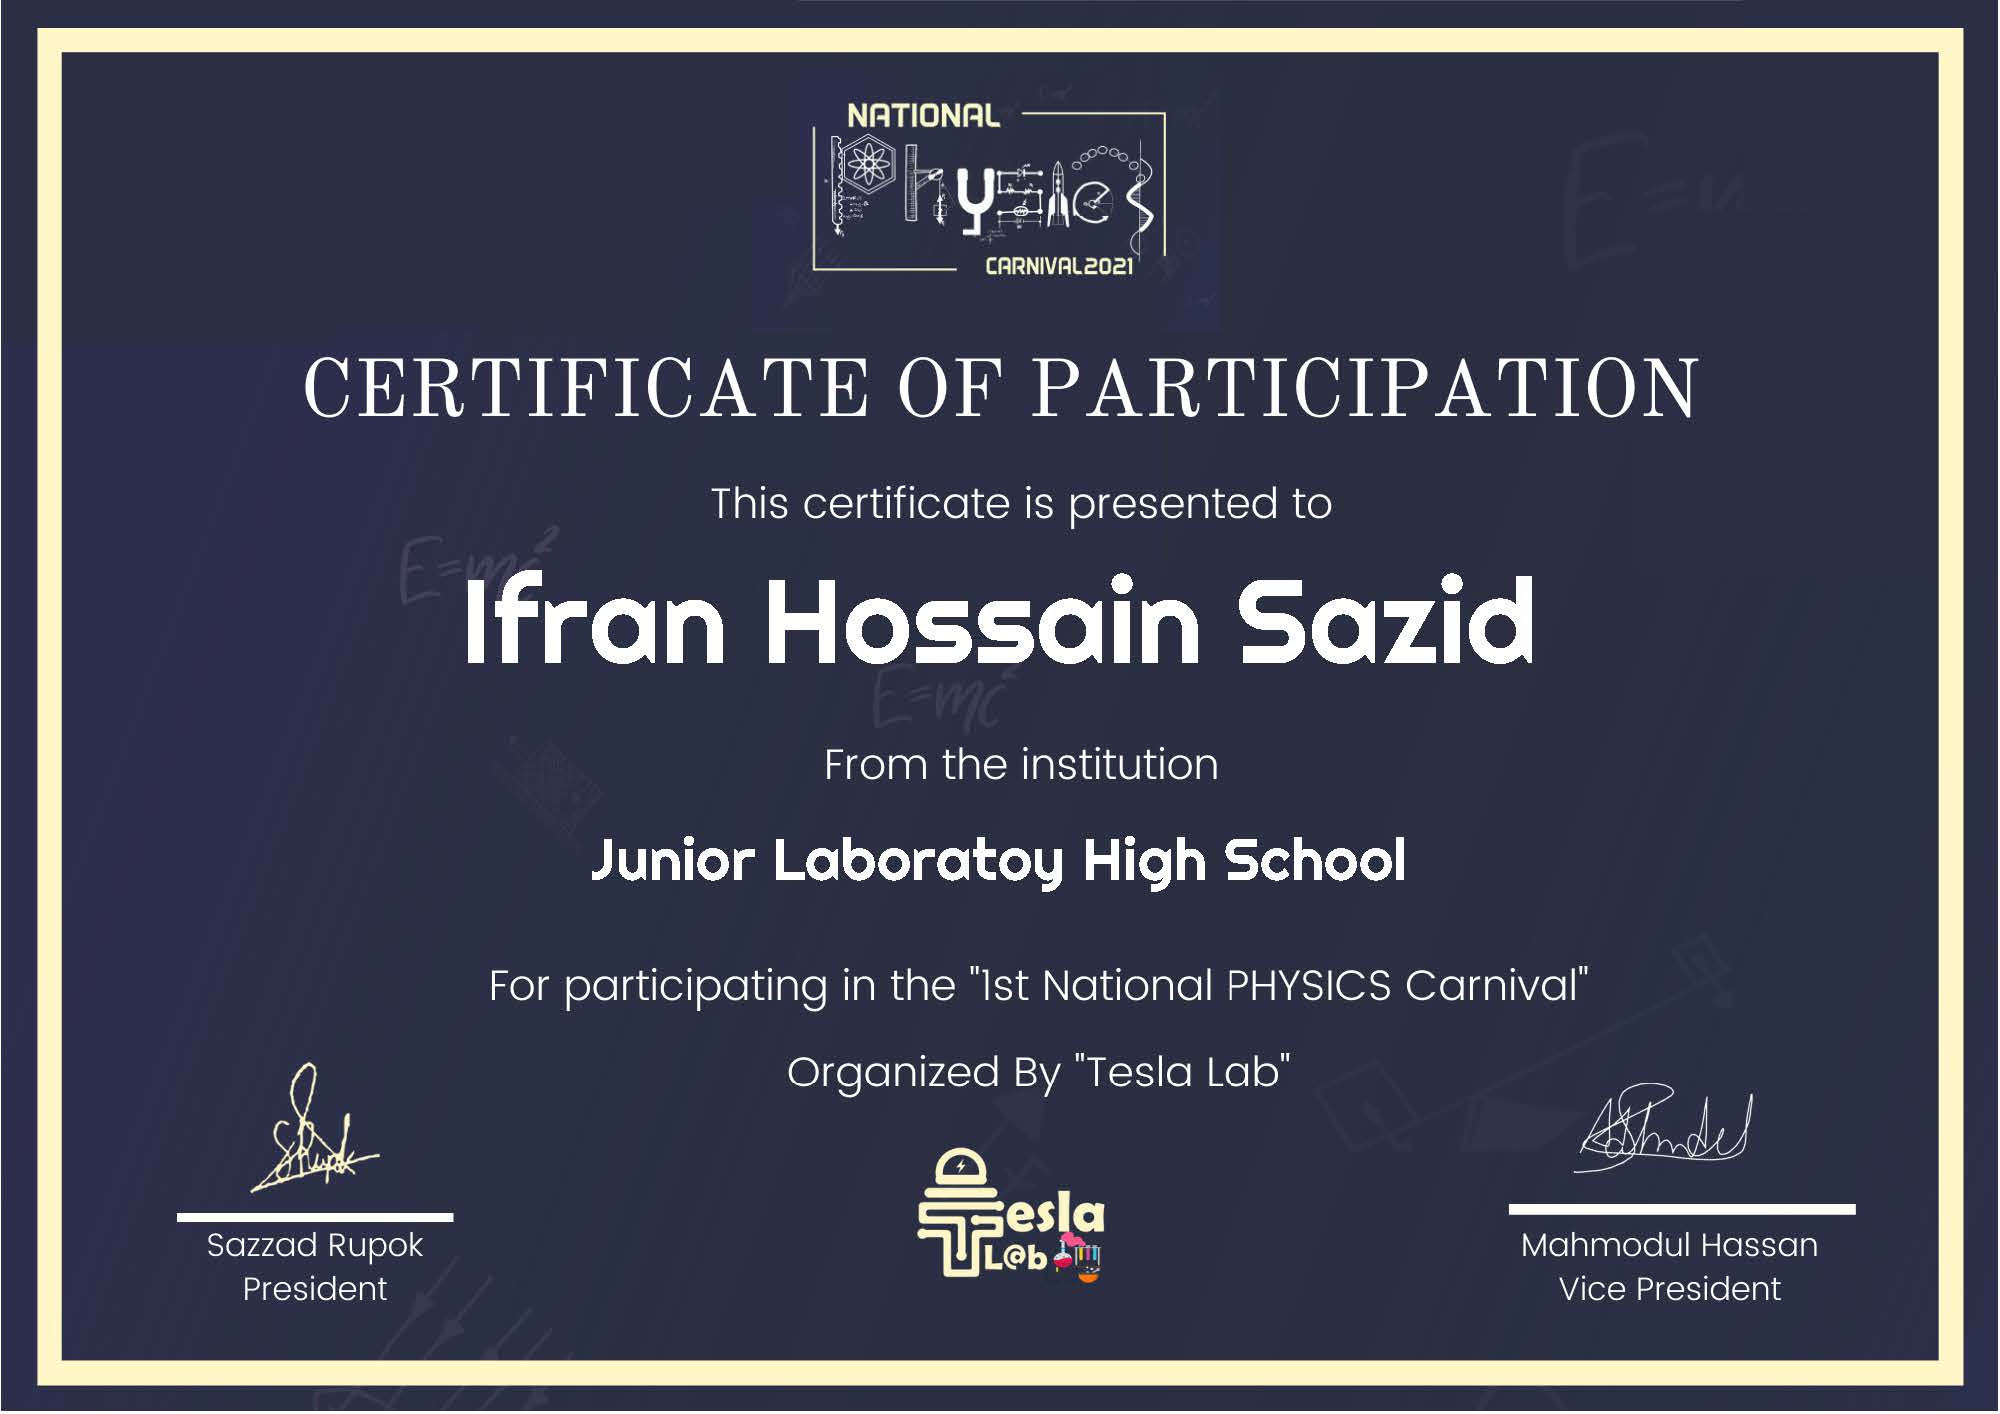 NATIONAL
Physics
CARNIVAL2021
CERTIFICATE OF PARTICIPATION
This certificate is presented to
E=mc²
Ifran Hossain Sazid
E=mc²
From the institution
Junior Laboratoy High School
For participating in the "1st National PHYSICS Carnival"
Organized By "Tesla Lab"
Tesla
L@b
Sazzad Rupok
President
Mahmodul Hassan
Vice President